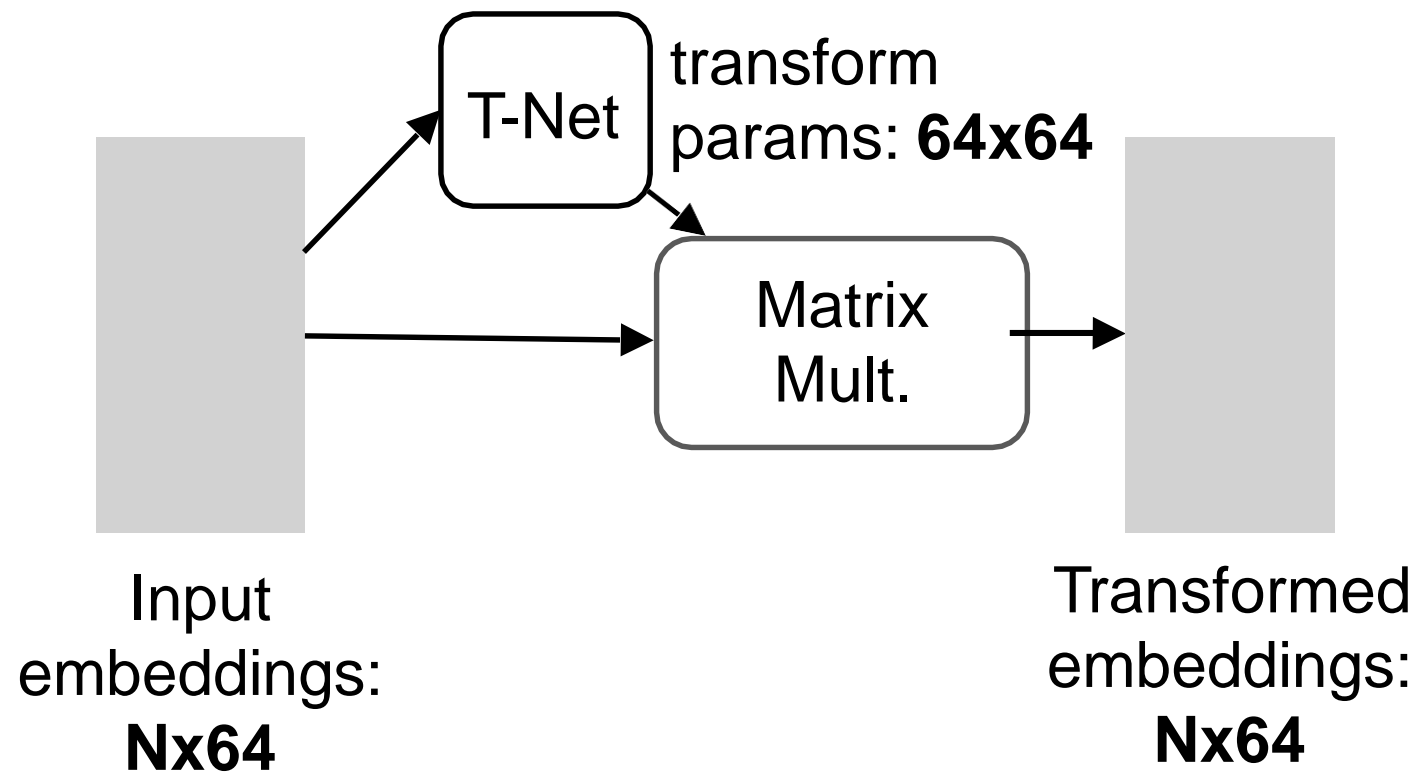 T-Net
transform
params: 64x64
Matrix
Mult.
Input
embeddings:
Nx64
Transformed
embeddings:
Nx64